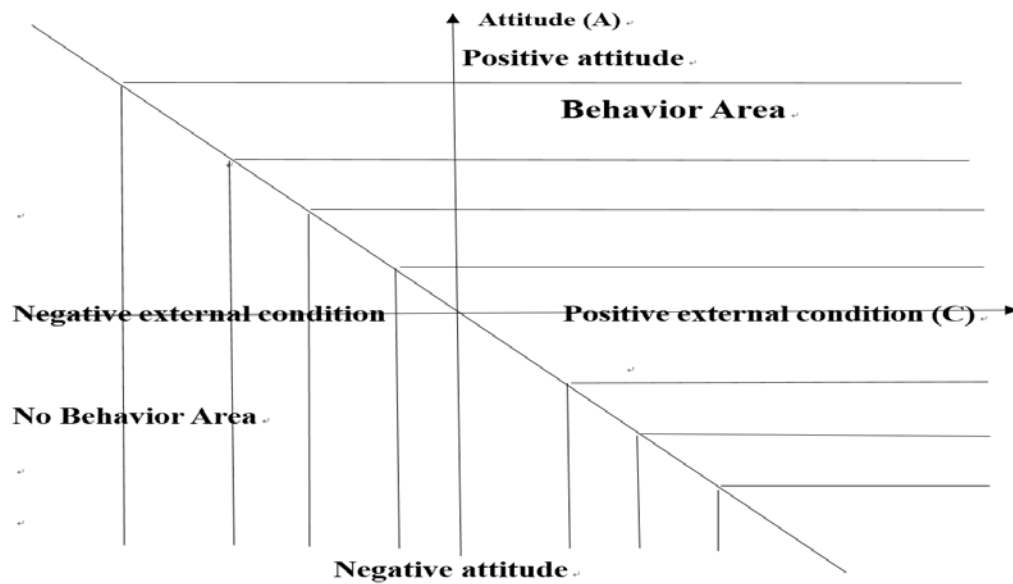 Attitude (A)
Positive attitude
Behavior Area
Negative external condition
Positive external condition (C)
No Behavior Area
Negative attitude